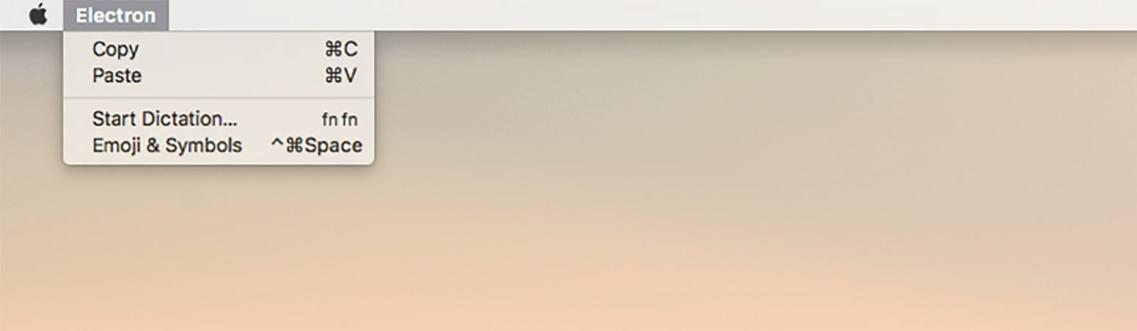 Electron
Copy ⌘C
Paste ⌘V
Start Dictation... fn fn
Emoji & Symbols ^⌘Space